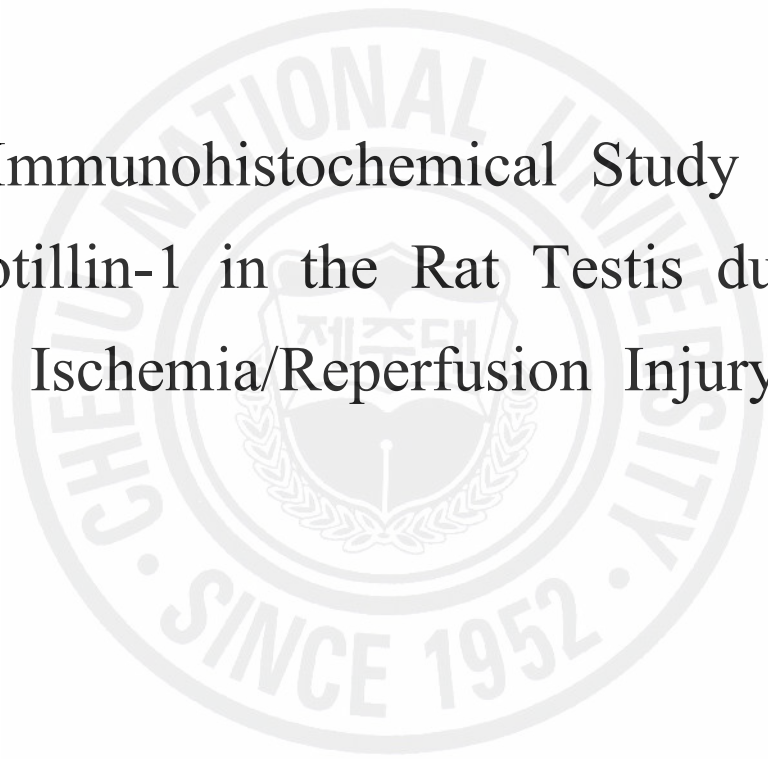 Immunohistochemical Study
otillin-1 in the Rat Testis du
Ischemia/Reperfusion Injury
CHEJU NATIONAL UNIVERSITY
제주대
SINCE 1952